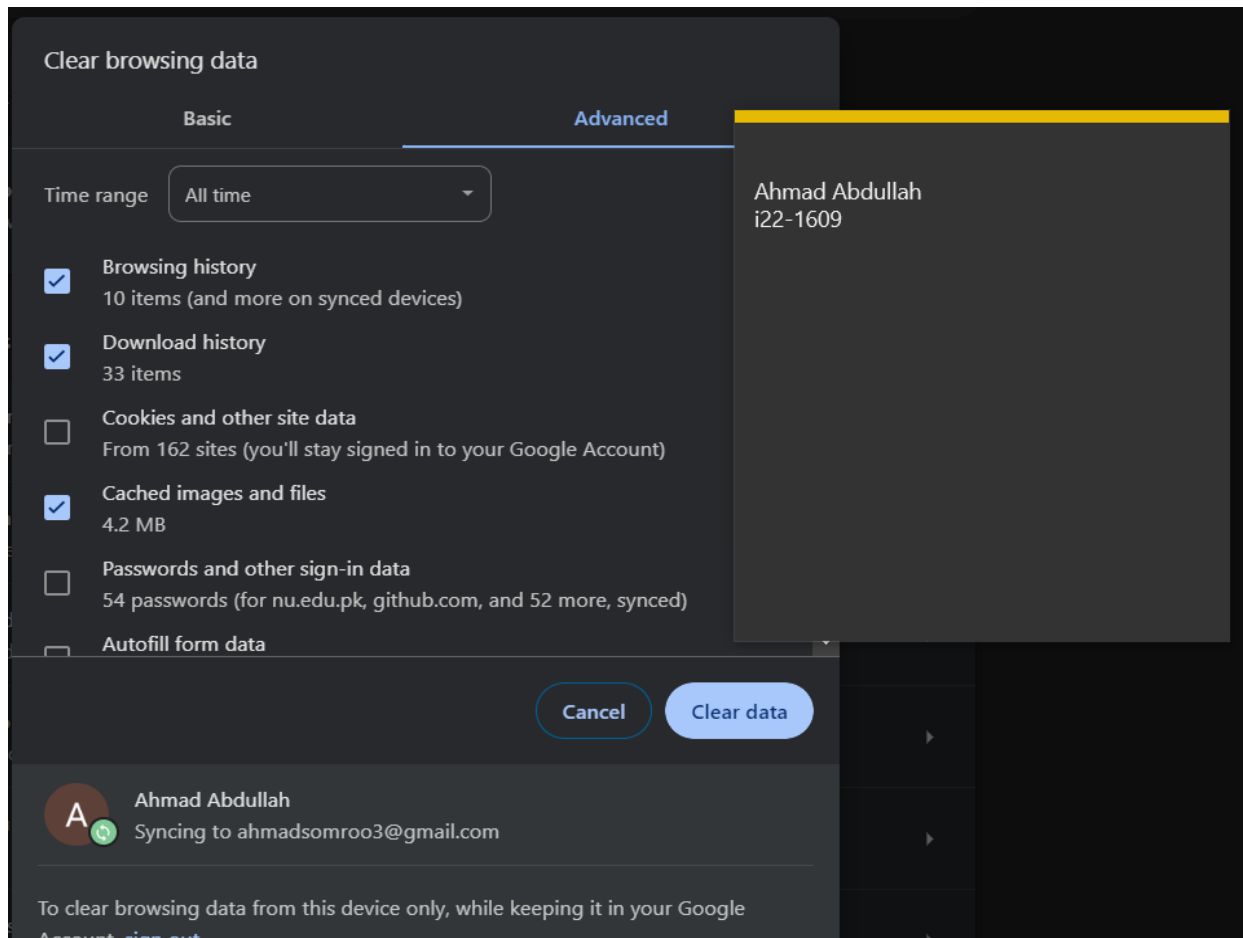 Clear browsing data
Basic
Advanced
Time range
All time
Browsing history
10 items (and more on synced devices)
Download history
33 items
Cookies and other site data
From 162 sites (you'll stay signed in to your Google Account)
Cached images and files
4.2 MB
Passwords and other sign-in data
54 passwords (for nu.edu.pk, github.com, and 52 more, synced)
Autofill form data
Cancel
Clear data
A
Ahmad Abdullah
Syncing to ahmadsomroo3@gmail.com
To clear browsing data from this device only, while keeping it in your Google
Account, sign out
Ahmad Abdullah
i22-1609